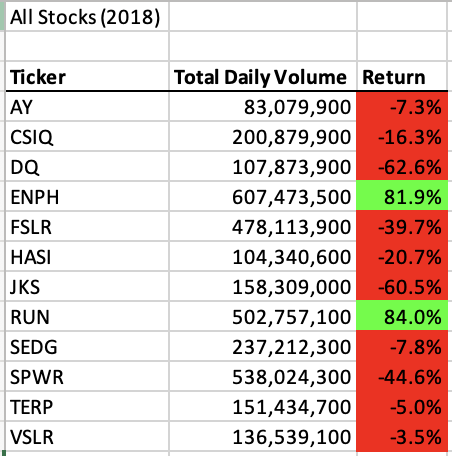 All Stocks (2018)
Ticker Total Daily Volume Return
AY 83,079,900 -7.3%
CSIQ 200,879,900 -16.3%
DQ 107,873,900 -62.6%
ENPH 607,473,500 81.9%
FSLR 478,113,900 -39.7%
HASI 104,340,600 -20.7%
JKS 158,309,000 -60.5%
RUN 502,757,100 84.0%
SEDG 237,212,300 -7.8%
SPWR 538,024,300 -44.6%
TERP 151,434,700 -5.0%
VSLR 136,539,100 -3.5%